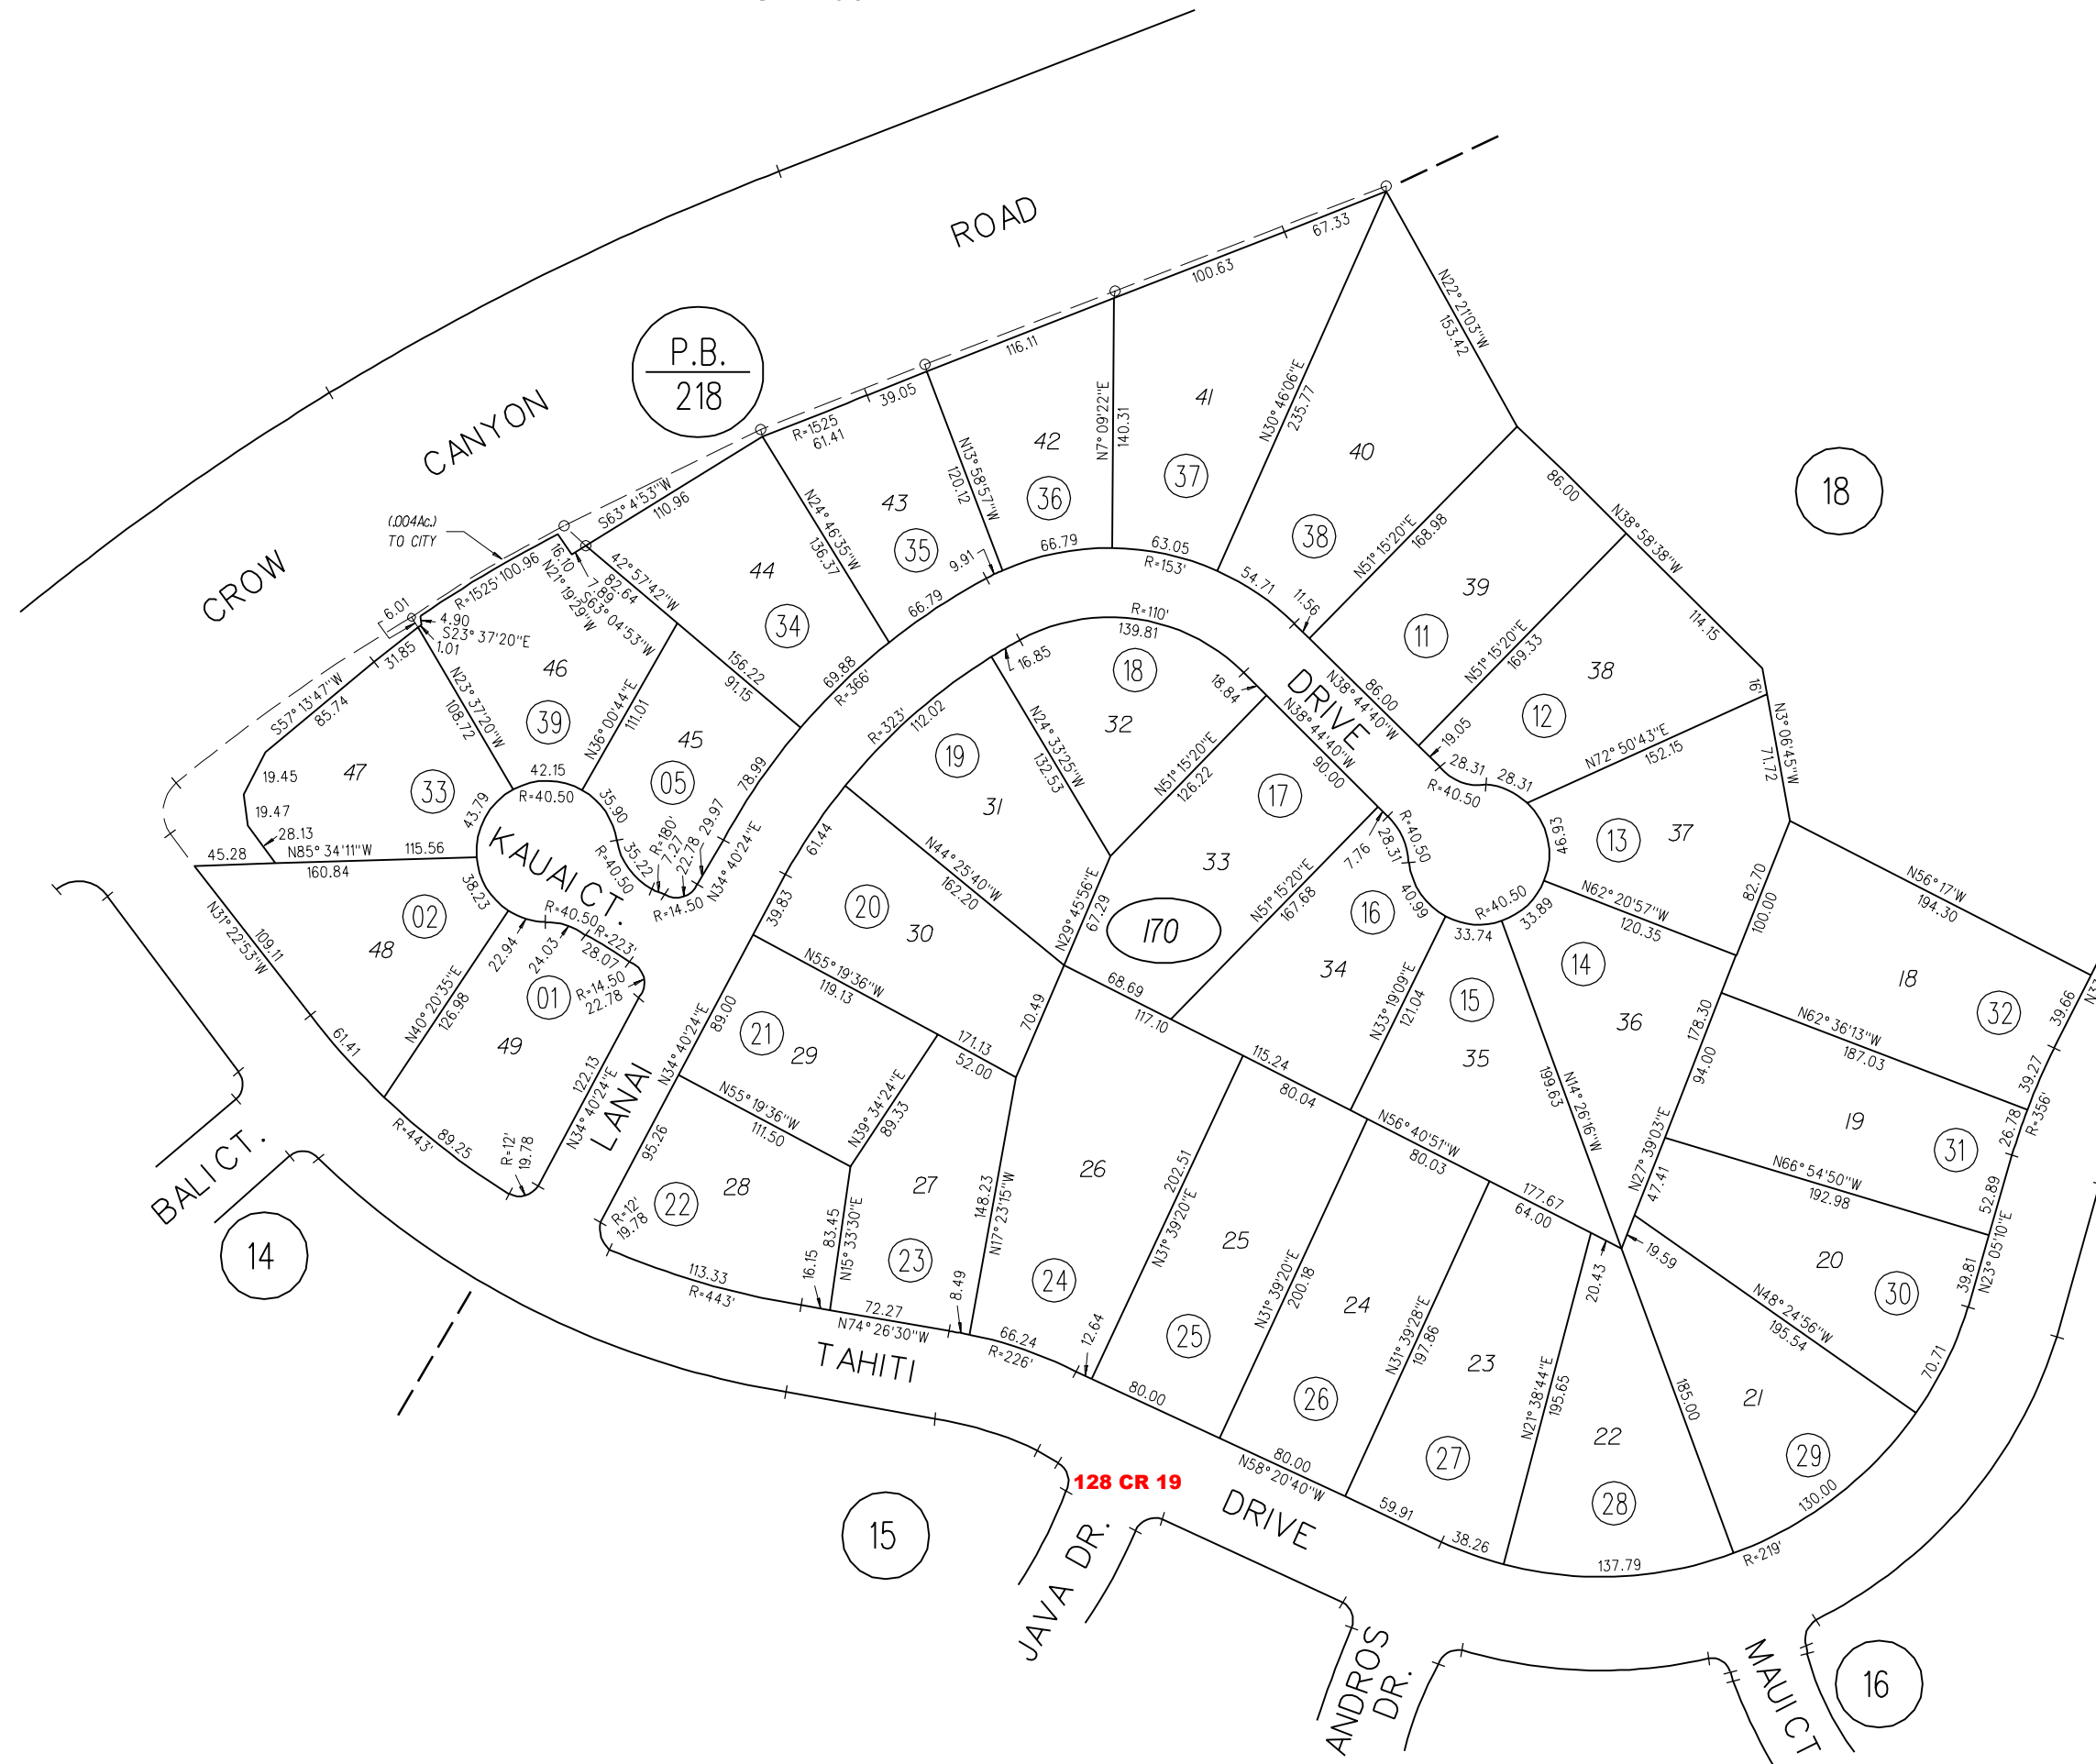 ROAD
CANYON
CROW
P.B.
218
67.33
100.63
116.11
39.05
R=1525
61.41
S63° 4'53"W
110.96
(.004Ac.)
TO CITY
R=1525' 100.96
16.10
N21° 19'29"W
7.89
S63° 04'53"W
82.64
42° 57'42"W
6.01
4.90
S23° 37'20"E
1.01
31.85
S57° 13'47"W
85.74
19.45
19.47
28.13
45.28
N85° 34'11"W
115.56
160.84
N23° 37'20"W
108.72
N36° 00'44"E
111.01
156.22
91.15
N24° 46'35"W
136.37
N13° 58'57"W
120.12
N7° 09'22"E
140.31
N30° 46'06"E
235.77
N22° 21'03"W
153.42
86.00
N38° 58'38"W
114.15
16'
N3° 06'45"W
71.72
N51° 15'20"E
168.98
N51° 15'20"E
169.33
N72° 50'43"E
152.15
41
37
42
36
43
35
44
34
46
39
45
05
47
33
48
02
49
01
40
38
39
11
38
12
37
13
18
9.91
66.79
66.79
63.05
R=153'
54.71
11.56
R=110'
139.81
16.85
18.84
69.88
R=366'
78.99
29.97
N34° 40'24"E
R=323'
112.02
61.44
39.83
DRIVE
N38° 44'40"W
86.00
N38° 44'40"W
90.00
19.05
28.31
28.31
R=40.50
46.93
R=40.50
28.31
7.76
40.99
R=40.50
33.74
33.89
42.15
R=40.50
43.79
35.90
35.22
R=40.50
R=180'
7.27
22.78
R=14.50
KAUAI CT.
38.23
R=40.50
R=223'
22.94
24.03
28.07
R=14.50
22.78
N40° 20'35"E
126.98
N31° 22'53"W
109.11
61.41
R=443'
89.25
R=12'
19.78
122.13
N34° 40'24"E
LANAI
N34° 40'24"E
89.00
95.26
R=12'
19.78
18
32
19
31
17
33
20
30
21
29
22
28
27
23
26
24
25
25
24
26
23
27
22
28
21
29
20
30
19
31
18
32
16
34
15
35
14
36
170
N24° 33'25"W
132.53
N51° 15'20"E
126.22
N51° 15'20"E
167.68
N44° 25'40"W
162.20
N29° 45'56"E
67.29
70.49
N55° 19'36"W
119.13
171.13
52.00
N55° 19'36"W
111.50
N39° 34'24"E
89.33
N15° 33'30"E
83.45
16.15
N17° 23'15"W
148.23
8.49
68.69
117.10
115.24
80.04
N56° 40'51"W
80.03
177.67
64.00
20.43
19.59
N33° 19'09"E
121.04
N14° 26'16"W
199.63
N62° 20'57"W
120.35
82.70
100.00
178.30
94.00
N27° 39'03"E
47.41
N56° 17'W
194.30
N62° 36'13"W
187.03
N66° 54'50"W
192.98
N48° 24'56"W
195.54
39.66
39.27
26.78
R=356'
52.89
N23° 05'10"E
39.81
70.71
130.00
R=219'
185.00
137.79
N21° 38'44"E
195.65
N31° 39'28"E
197.86
N31° 39'20"E
200.18
N31° 39'20"E
202.51
12.64
113.33
R=443'
72.27
N74° 26'30"W
66.24
R=226'
80.00
80.00
N58° 20'40"W
59.91
38.26
TAHITI
DRIVE
BALI CT.
14
15
16
128 CR 19
JAVA DR.
ANDROS
DR.
MAUI CT